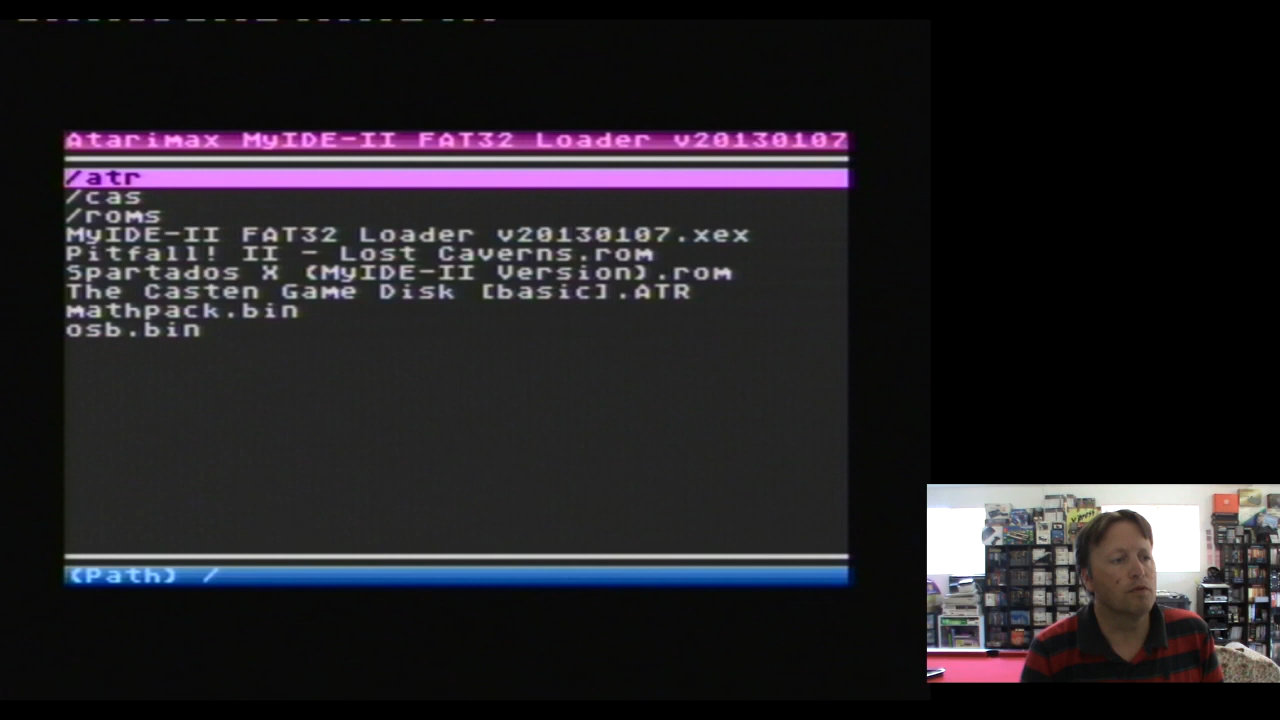 Atarimax MyIDE-II FAT32 Loader v20130107
/atr
/cas
/roms
MyIDE-II FAT32 Loader v20130107.xex
Pitfall! II - Lost Caverns.rom
Spartados X (MyIDE-II Version).rom
The Casten Game Disk [basic].ATR
mathpack.bin
osb.bin
(Path) /